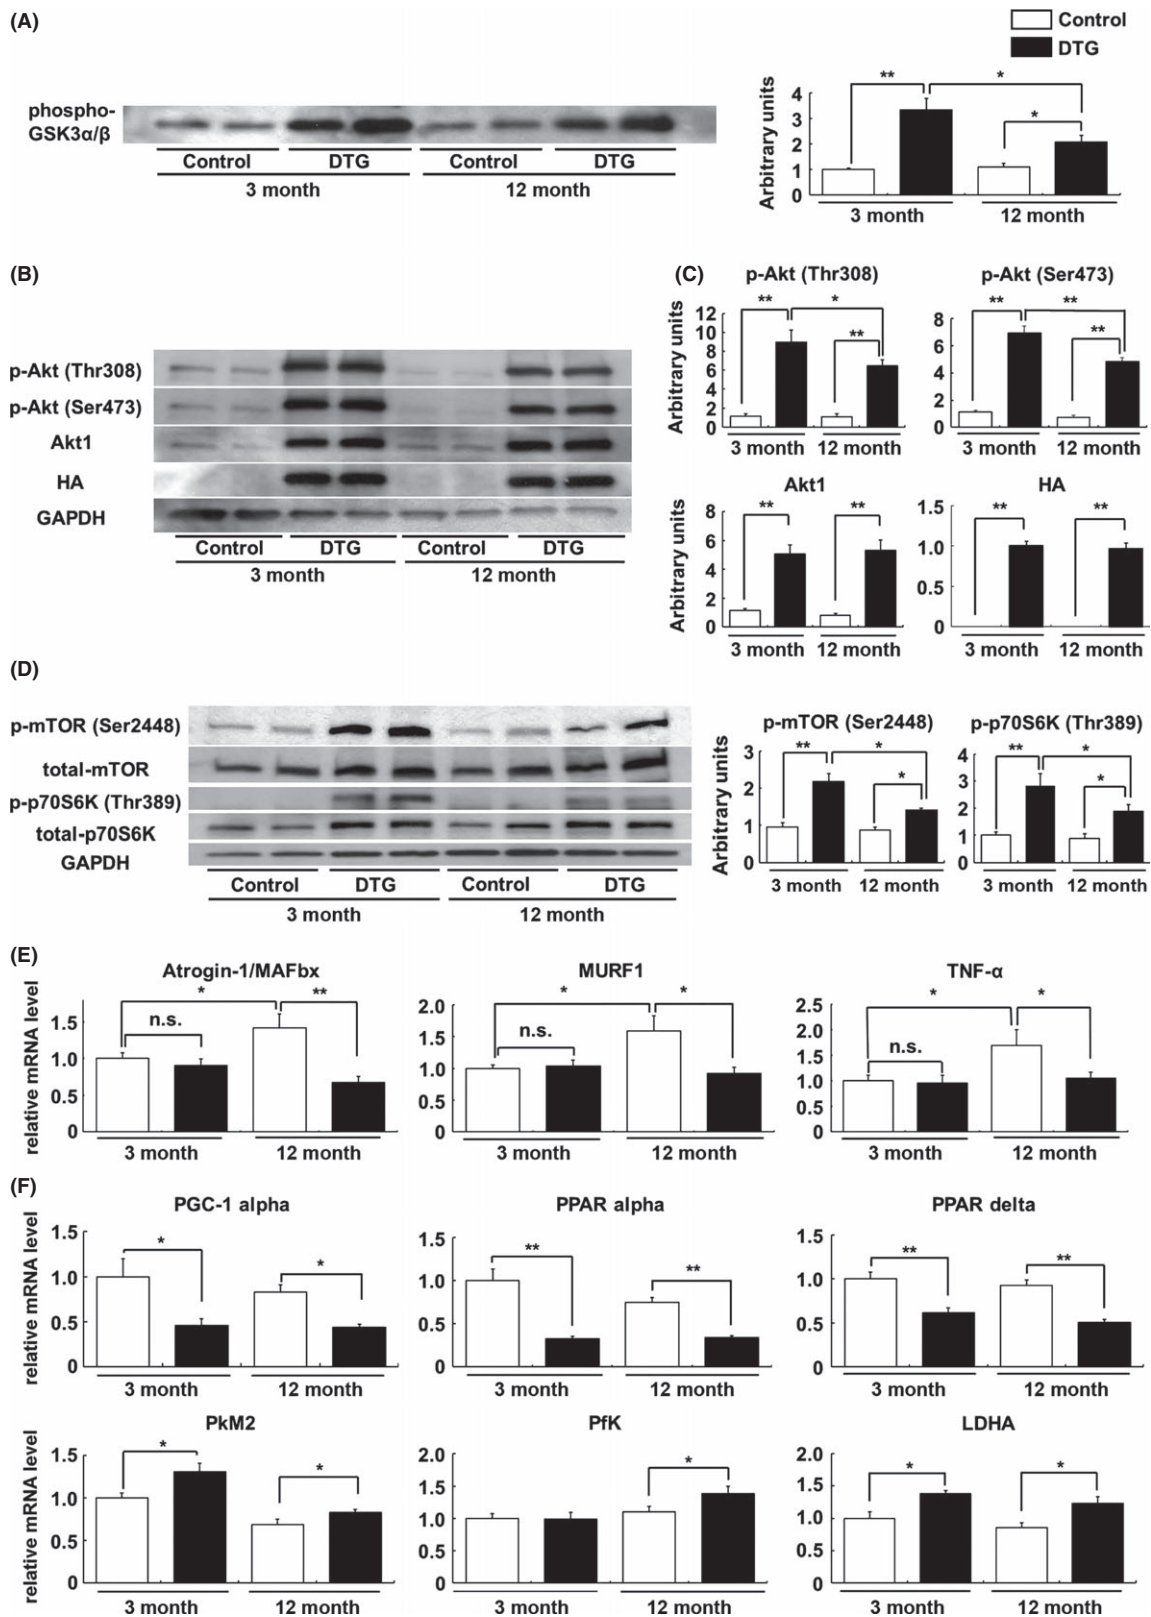 (A)
Control
DTG
phospho-
GSK3α/β
Control DTG Control DTG
3 month 12 month
Arbitrary units
4
3
2
1
0
** * *
3 month 12 month
(B)
p-Akt (Thr308)
p-Akt (Ser473)
Akt1
HA
GAPDH
Control DTG Control DTG
3 month 12 month
(C)
p-Akt (Thr308)
Arbitrary units
12
10
8
6
4
2
0
** * **
3 month 12 month
p-Akt (Ser473)
8
6
4
2
0
** ** **
3 month 12 month
Akt1
Arbitrary units
8
6
4
2
0
** **
3 month 12 month
HA
1.5
1.0
0.5
0
** **
3 month 12 month
(D)
p-mTOR (Ser2448)
total-mTOR
p-p70S6K (Thr389)
total-p70S6K
GAPDH
Control DTG Control DTG
3 month 12 month
p-mTOR (Ser2448)
Arbitrary units
3
2
1
0
** * *
3 month 12 month
p-p70S6K (Thr389)
4
3
2
1
0
** * *
3 month 12 month
(E)
Atrogin-1/MAFbx
relative mRNA level
1.5
1.0
0.5
0
* ** n.s.
3 month 12 month
MURF1
2.0
1.5
1.0
0.5
0
* * n.s.
3 month 12 month
TNF-α
2.5
2.0
1.5
1.0
0.5
0
* * n.s.
3 month 12 month
(F)
PGC-1 alpha
relative mRNA level
1.5
1.0
0.5
0
* *
3 month 12 month
PPAR alpha
1.5
1.0
0.5
0
** **
3 month 12 month
PPAR delta
1.5
1.0
0.5
0
** **
3 month 12 month
PkM2
relative mRNA level
1.5
1.0
0.5
0
* *
3 month 12 month
PfK
2.0
1.5
1.0
0.5
0
*
3 month 12 month
LDHA
2.0
1.5
1.0
0.5
0
* *
3 month 12 month